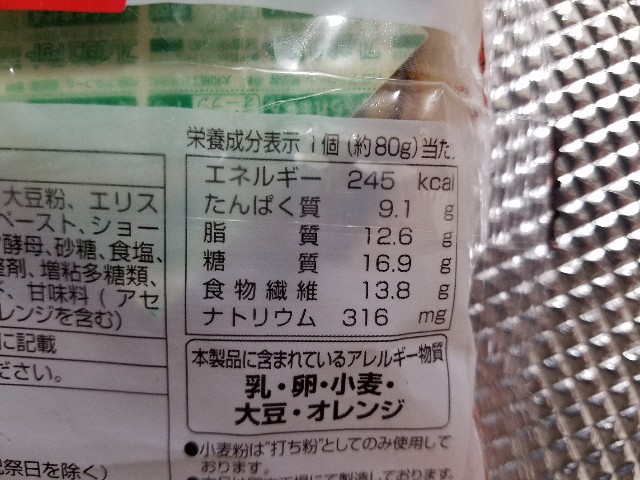 栄養成分表示 1個(約80g)当た
エネルギー 245 kcal
たんぱく質 9.1 g
脂質 12.6 g
糖質 16.9 g
食物繊維 13.8 g
ナトリウム 316 mg
本製品に含まれているアレルギー物質
乳・卵・小麦・
大豆・オレンジ
●小麦粉は"打ち粉"としてのみ使用して
おります。
大豆粉、エリス
ペースト、ショー
酵母、砂糖、食塩、
剤、増粘多糖類、
甘味料(アセ
レンジを含む)
に記載
ださい。
祝祭日を除く)